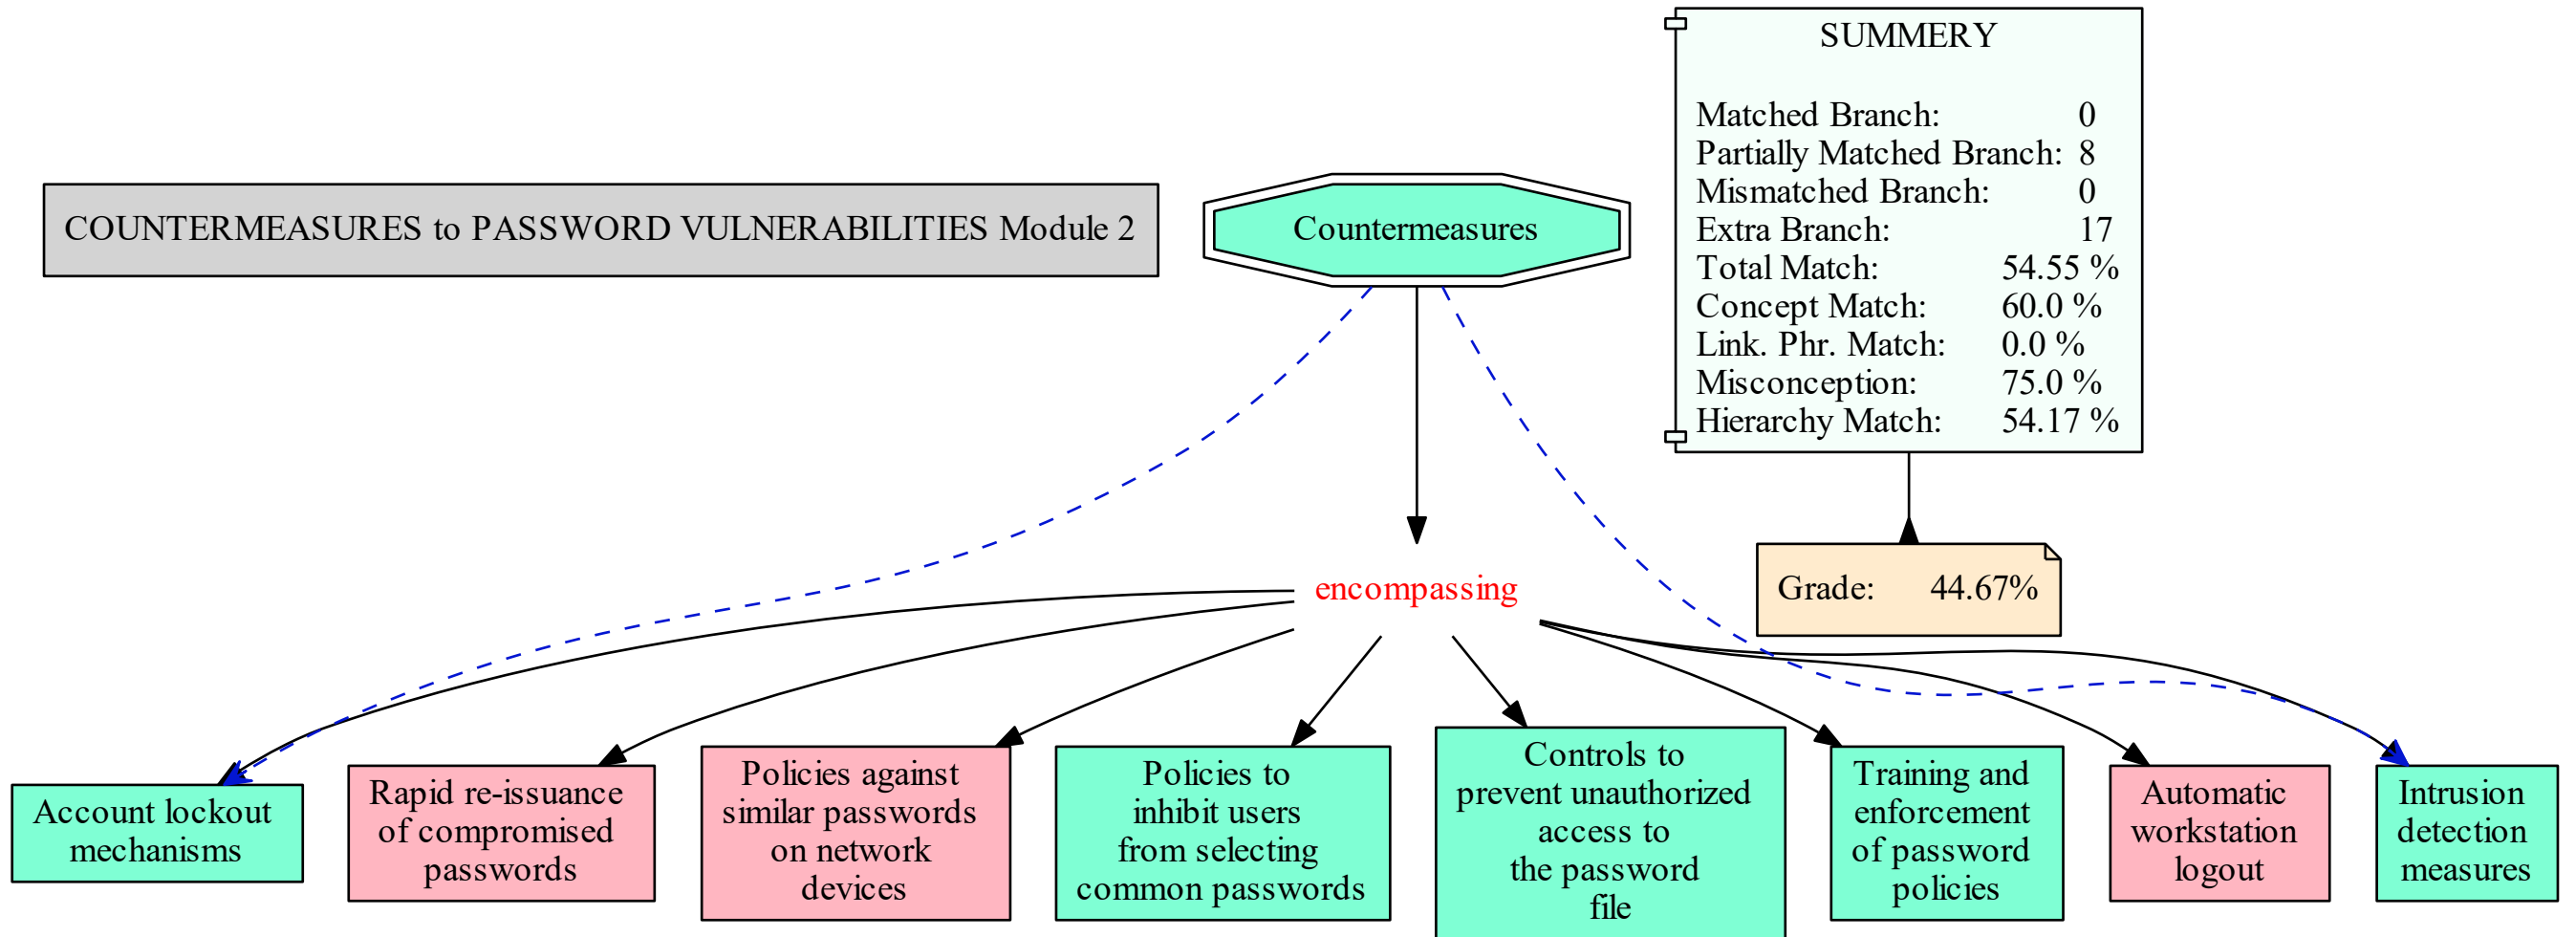 SUMMERY
Matched Branch: 0
Partially Matched Branch: 8
Mismatched Branch: 0
Extra Branch: 17
Total Match: 54.55 %
Concept Match: 60.0 %
Link. Phr. Match: 0.0 %
Misconception: 75.0 %
Hierarchy Match: 54.17 %
COUNTERMEASURES to PASSWORD VULNERABILITIES Module 2
Countermeasures
encompassing
Grade: 44.67%
Account lockout
mechanisms
Rapid re-issuance
of compromised
passwords
Policies against
similar passwords
on network
devices
Policies to
inhibit users
from selecting
common passwords
Controls to
prevent unauthorized
access to
the password
file
Training and
enforcement
of password
policies
Automatic
workstation
logout
Intrusion
detection
measures